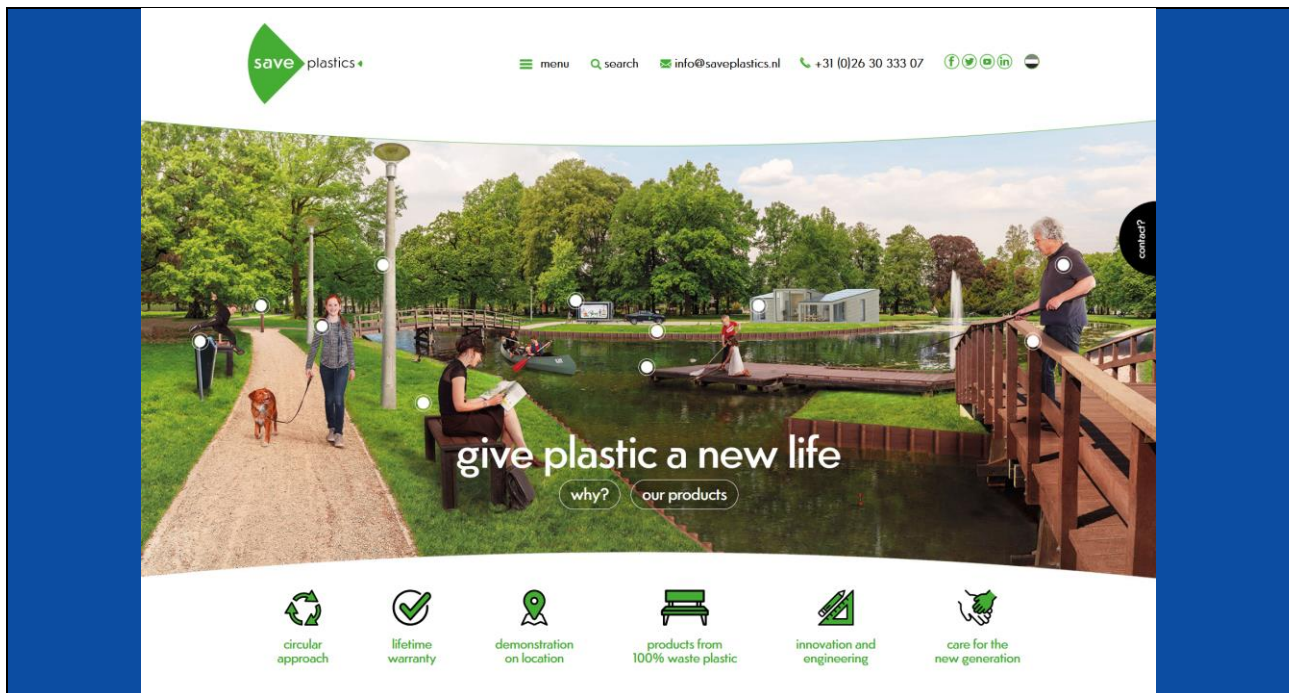 save plastics
menu
search
info@saveplastics.nl
+31 (0)26 30 333 07
contact?
give plastic a new life
why?
our products
circular
approach
lifetime
warranty
demonstration
on location
products from
100% waste plastic
innovation and
engineering
care for the
new generation